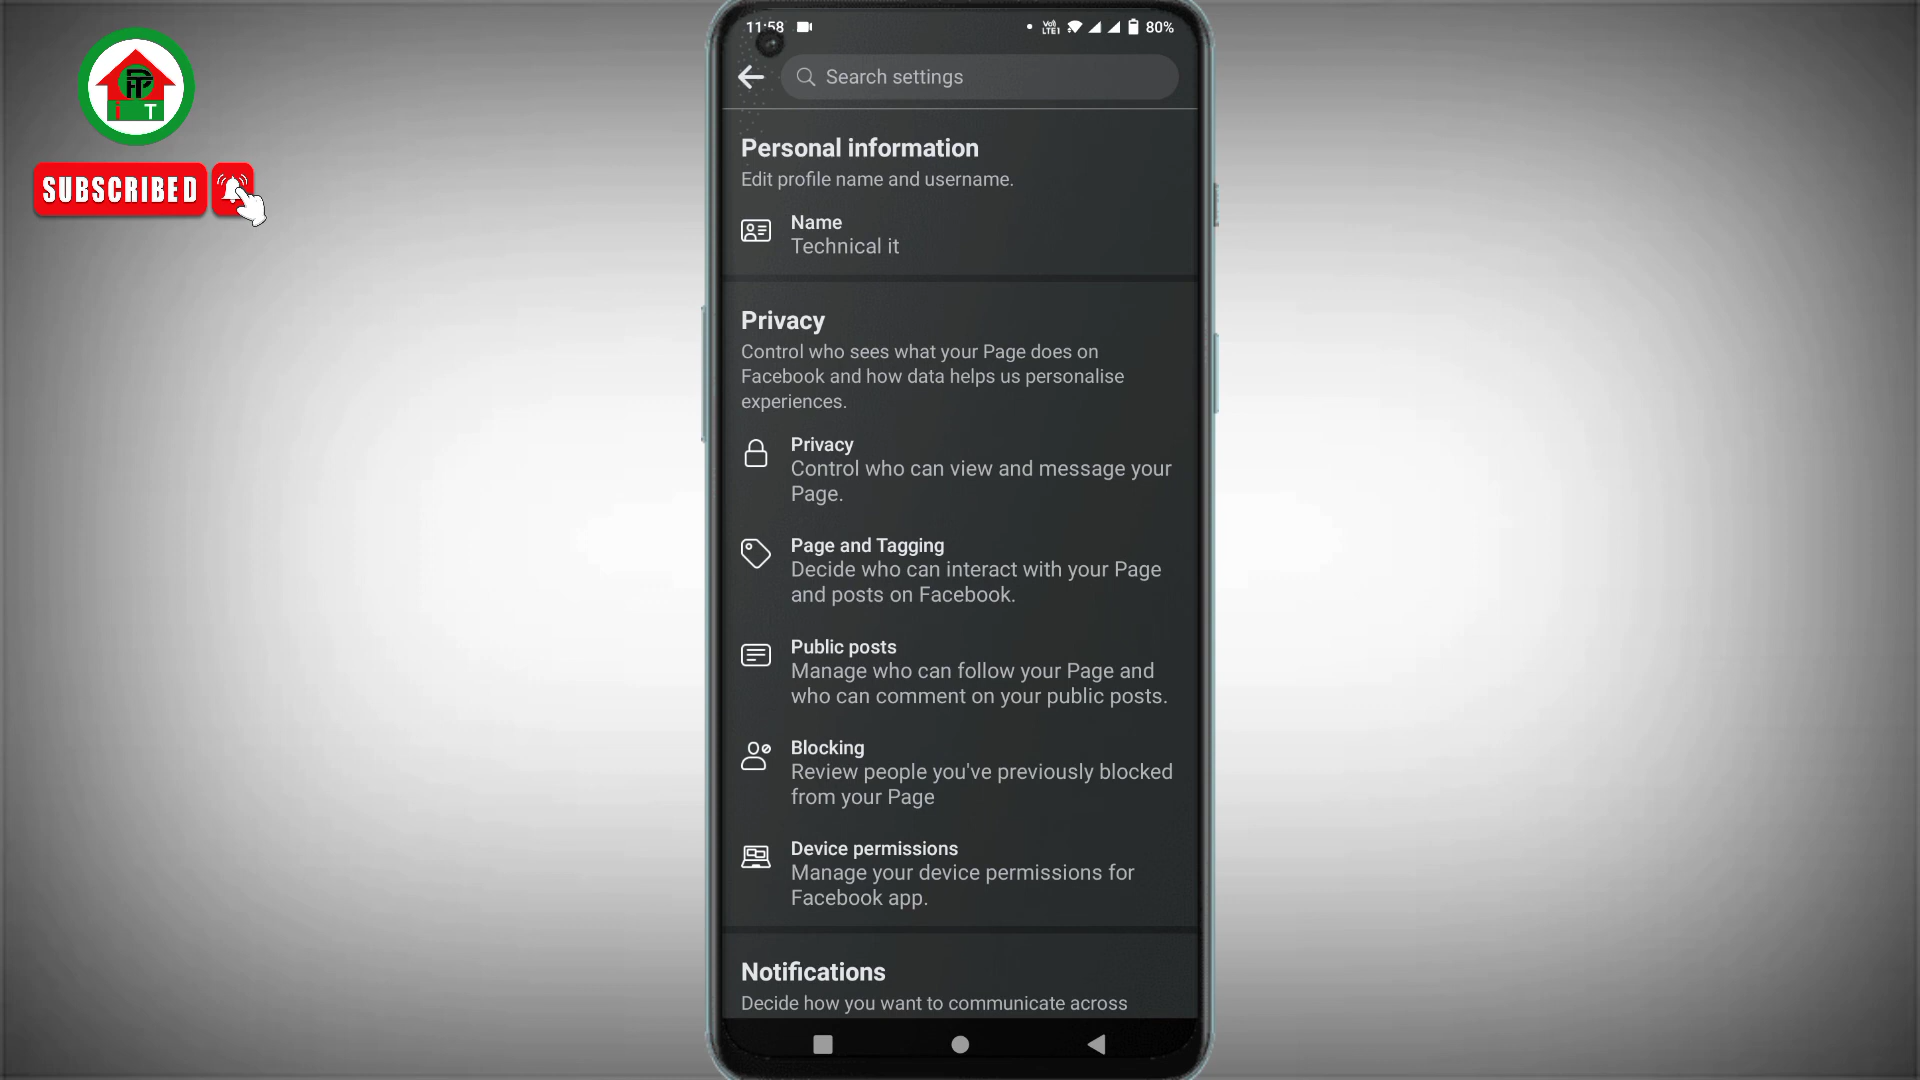 11:58
80%
Search settings
SUBSCRIBED
Personal information
Edit profile name and username.
Name
Technical it
Privacy
Control who sees what your Page does on
Facebook and how data helps us personalise
experiences.
Privacy
Control who can view and message your
Page.
Page and Tagging
Decide who can interact with your Page
and posts on Facebook.
Public posts
Manage who can follow your Page and
who can comment on your public posts.
Blocking
Review people you've previously blocked
from your Page
Device permissions
Manage your device permissions for
Facebook app.
Notifications
Decide how you want to communicate across